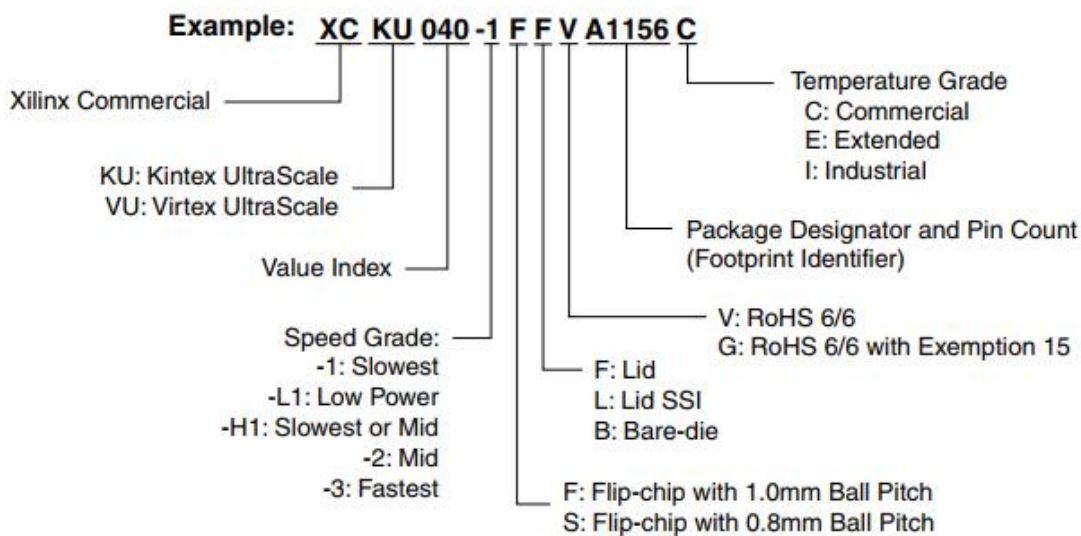 Example: XC KU 040 -1 F F V A1156 C
Temperature Grade
C: Commercial
E: Extended
I: Industrial
Xilinx Commercial
KU: Kintex UltraScale
VU: Virtex UltraScale
Package Designator and Pin Count
(Footprint Identifier)
Value Index
V: RoHS 6/6
G: RoHS 6/6 with Exemption 15
Speed Grade:
-1: Slowest
-L1: Low Power
-H1: Slowest or Mid
-2: Mid
-3: Fastest
F: Lid
L: Lid SSI
B: Bare-die
F: Flip-chip with 1.0mm Ball Pitch
S: Flip-chip with 0.8mm Ball Pitch